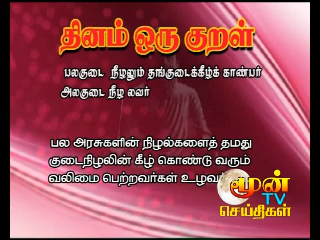 தினம் ஒரு குறள்
பலகுடை நீழலும் தங்குடைக்கீழ்க் காண்பர்
அலகுடை நீழ லவர்
பல அரசுகளின் நிழல்களைத் தமது
குடைநிழலின் கீழ் கொண்டு வரும்
வலிமை பெற்றவர்கள்
மூன்
TV
செய்திகள்